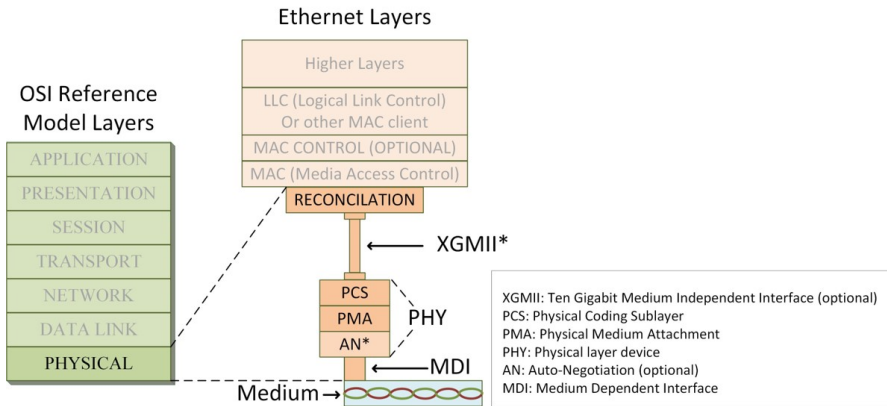 Ethernet Layers
Higher Layers
LLC (Logical Link Control)
Or other MAC client
MAC CONTROL (OPTIONAL)
MAC (Media Access Control)
RECONCILATION
XGMII*
PCS
PMA
AN*
PHY
MDI
Medium
OSI Reference
Model Layers
APPLICATION
PRESENTATION
SESSION
TRANSPORT
NETWORK
DATA LINK
PHYSICAL
XGMII: Ten Gigabit Medium Independent Interface (optional)
PCS: Physical Coding Sublayer
PMA: Physical Medium Attachment
PHY: Physical layer device
AN: Auto-Negotiation (optional)
MDI: Medium Dependent Interface